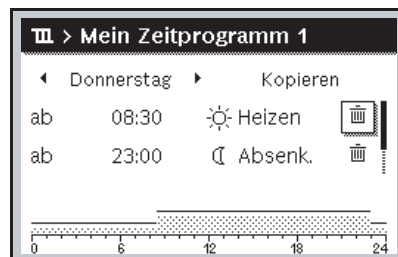 > Mein Zeitprogramm 1
Donnerstag Kopieren
ab 08:30 Heizen
ab 23:00 Absenk.
0 6 12 18 24